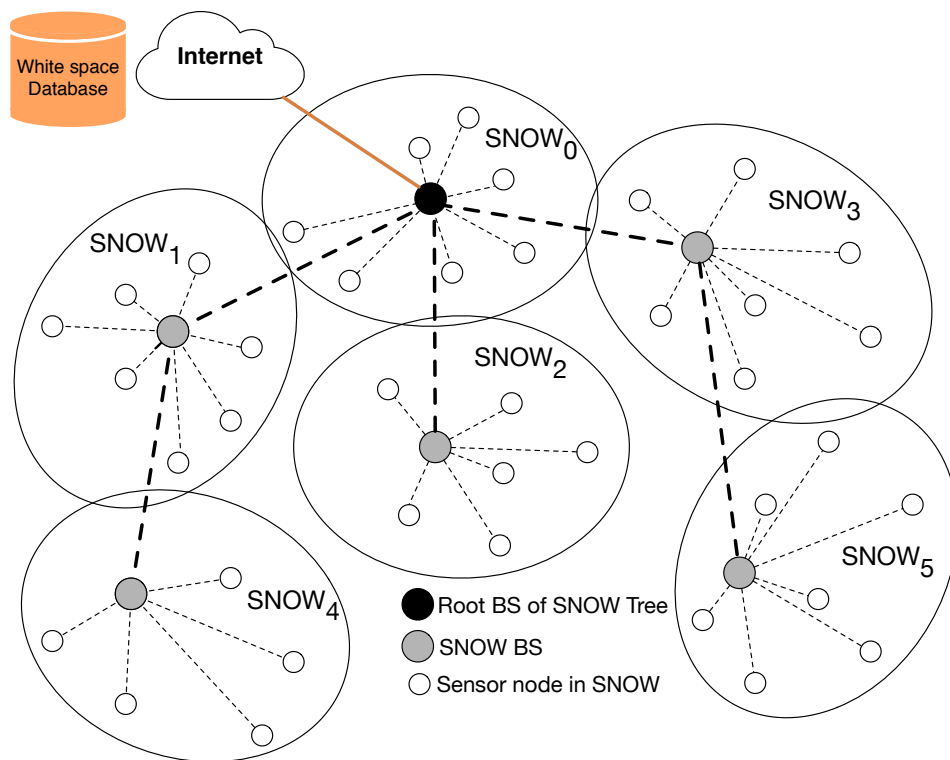 White space
Database
Internet
SNOW0
SNOW3
SNOW1
SNOW2
SNOW5
SNOW4
Root BS of SNOW Tree
SNOW BS
Sensor node in SNOW